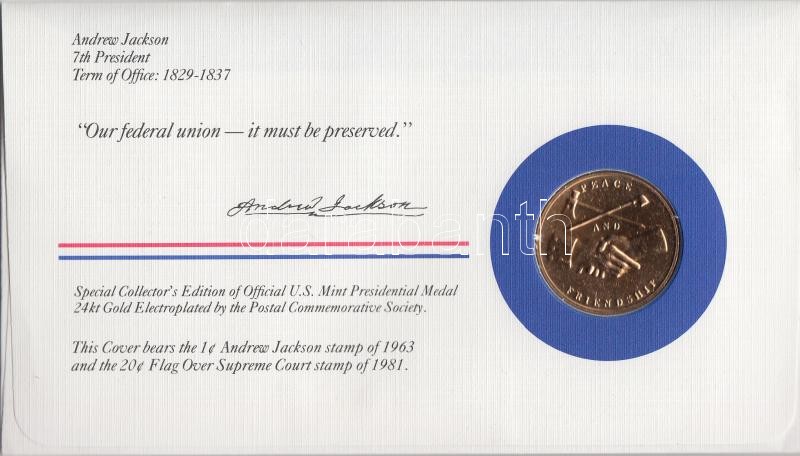 Andrew Jackson
7th President
Term of Office: 1829-1837
“Our federal union — it must be preserved.”
Andrew Jackson
darabanth
Special Collector's Edition of Official U.S. Mint Presidential Medal
24kt Gold Electroplated by the Postal Commemorative Society.
This Cover bears the 1¢ Andrew Jackson stamp of 1963
and the 20¢ Flag Over Supreme Court stamp of 1981.
PEACE
AND
FRIENDSHIP